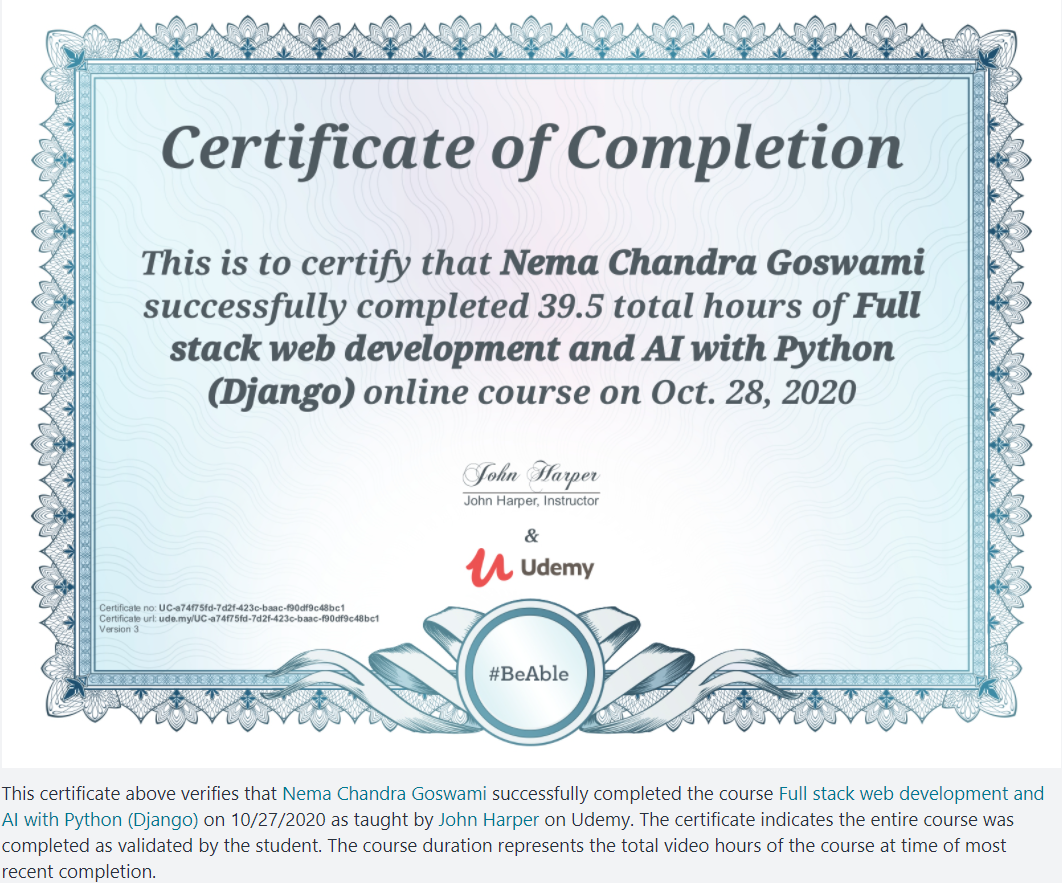 Certificate of Completion
This is to certify that Nema Chandra Goswami
successfully completed 39.5 total hours of Full
stack web development and AI with Python
(Django) online course on Oct. 28, 2020
John Harper
John Harper, Instructor
&
Udemy
Certificate no: UC-a74f75fd-7d2f-423c-baac-f90df9c48bc1
Certificate url: ude.my/UC-a74f75fd-7d2f-423c-baac-f90df9c48bc1
Version 3
#BeAble
This certificate above verifies that Nema Chandra Goswami successfully completed the course Full stack web development and
AI with Python (Django) on 10/27/2020 as taught by John Harper on Udemy. The certificate indicates the entire course was
completed as validated by the student. The course duration represents the total video hours of the course at time of most
recent completion.